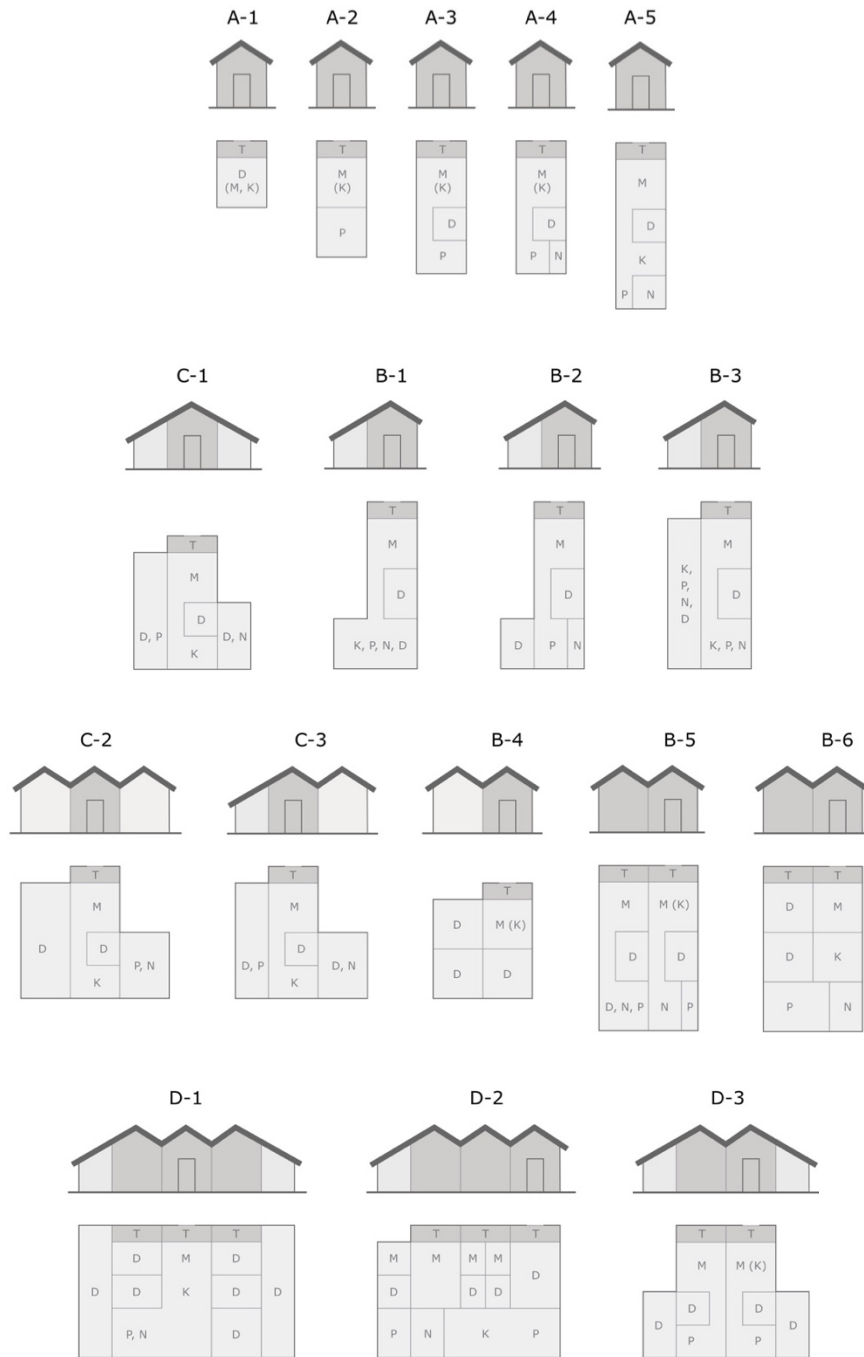 A-1 A-2 A-3 A-4 A-5
T T T T T
D M M M M
(M, K) (K) (K) (K)
P D D D
P P N K
P N
C-1 B-1 B-2 B-3
T T T
M M M
T
M
K,
P,
N,
D
D D D
D, P D D, N
K K, P, N, D D P N K, P, N
C-2 C-3 B-4 B-5 B-6
T T T T T T T
M M D M (K) M M (K) D M
D D P, N D, P D D, N D D D D D K
K K D, N, P N P P N
D-1 D-2 D-3
T T T T T T T T
D M D M M M M D M M (K)
D D K D D D D D D D D D
P, N D P N K P P P